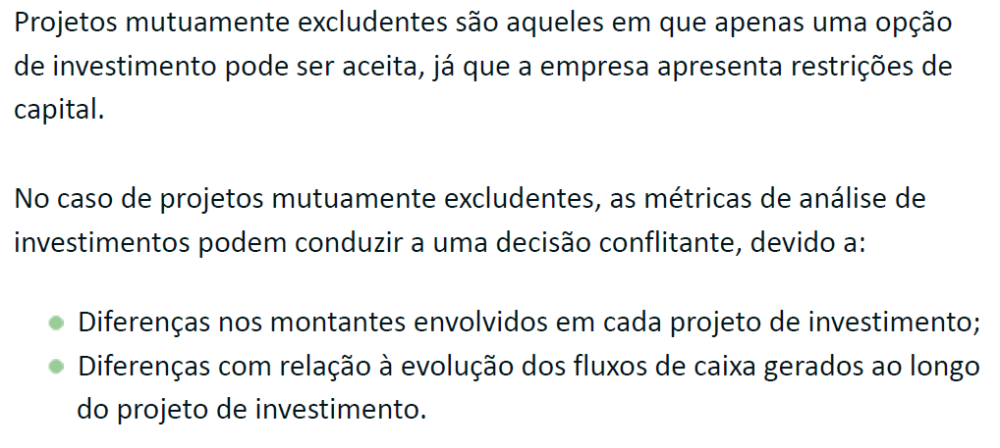 Projetos mutuamente excludentes são aqueles em que apenas uma opção
de investimento pode ser aceita, já que a empresa apresenta restrições de
capital.
No caso de projetos mutuamente excludentes, as métricas de análise de
investimentos podem conduzir a uma decisão conflitante, devido a:
Diferenças nos montantes envolvidos em cada projeto de investimento;
Diferenças com relação à evolução dos fluxos de caixa gerados ao longo
do projeto de investimento.